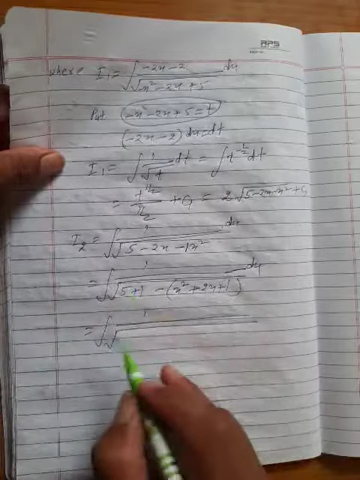 where I₁ = ∫ -2x-2 / √(x²-2x+5) dx
Put -x²-2x+5 = t
(-2x-2) dx = dt
I₁ = ∫ 1/√t dt = ∫ t^(-1/2) dt
= t^(1/2) / (1/2) + C₁ = 2√(5-2x-x²) + C₁
I₂ = ∫ 1/√(5-2x-1x²) dx
= ∫ 1/√(5+1-(x²+2x+1)) dx
= ∫ 1/√